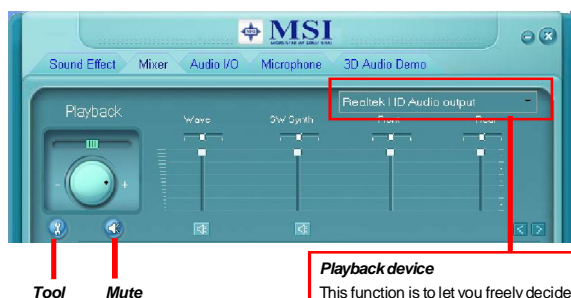 MSI
Sound Effect Mixer Audio I/O Microphone 3D Audio Demo
Realtek HD Audio output
Playback
Wave SW Synth Front Rear
- +
< >
Tool Mute
Playback device
This function is to let you freely decide